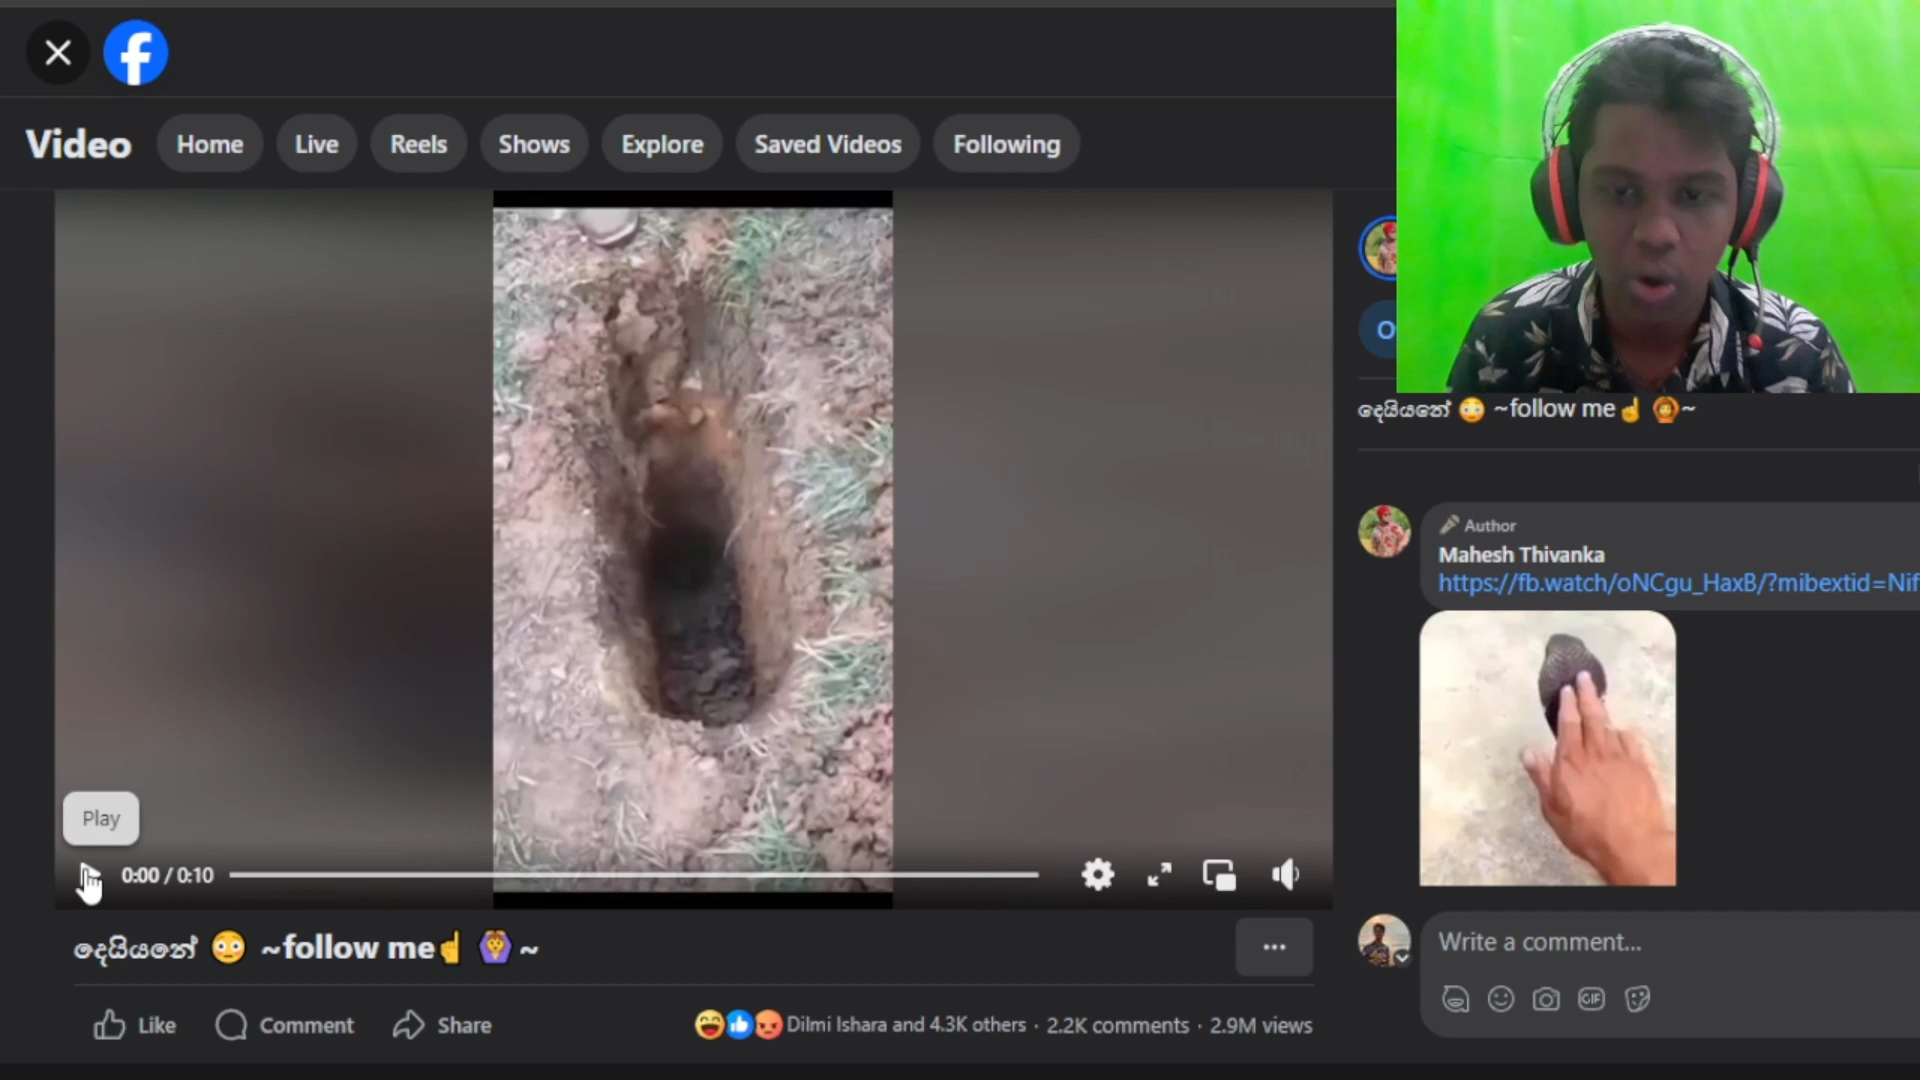 Video
Home
Live
Reels
Shows
Explore
Saved Videos
Following
දෙයියනේ 😳 ~follow me☝️ 🙆~
Author
Mahesh Thivanka
https://fb.watch/oNCgu_HaxB/?mibextid=Nif
Play
0:00 / 0:10
දෙයියනේ 😳 ~follow me☝️ 🙆‍♀️ ~
Write a comment...
GIF
Like
Comment
Share
Dilmi Ishara and 4.3K others · 2.2K comments · 2.9M views